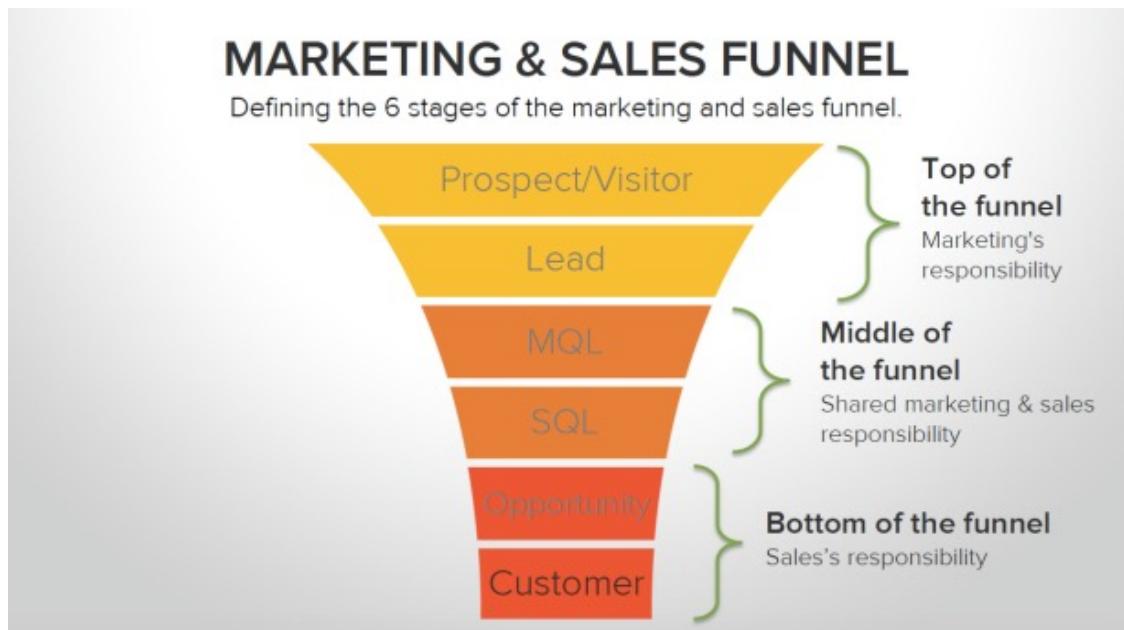 MARKETING & SALES FUNNEL
Defining the 6 stages of the marketing and sales funnel.
Prospect/Visitor
Lead
Top of
the funnel
Marketing's
responsibility
MQL
SQL
Middle of
the funnel
Shared marketing & sales
responsibility
Opportunity
Customer
Bottom of the funnel
Sales's responsibility